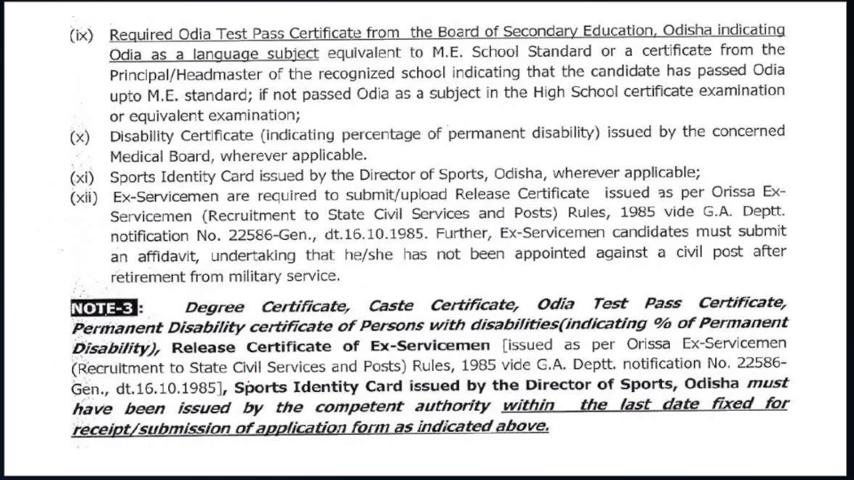 (ix) Required Odia Test Pass Certificate from the Board of Secondary Education, Odisha indicating
Odia as a language subject equivalent to M.E. School Standard or a certificate from the
Principal/Headmaster of the recognized school indicating that the candidate has passed Odia
upto M.E. standard; if not passed Odia as a subject in the High School certificate examination
or equivalent examination;
(x) Disability Certificate (indicating percentage of permanent disability) issued by the concerned
Medical Board, wherever applicable.
(xi) Sports Identity Card issued by the Director of Sports, Odisha, wherever applicable;
(xii) Ex-Servicemen are required to submit/upload Release Certificate issued as per Orissa Ex-
Servicemen (Recruitment to State Civil Services and Posts) Rules, 1985 vide G.A. Deptt.
notification No. 22586-Gen., dt.16.10.1985. Further, Ex-Servicemen candidates must submit
an affidavit, undertaking that he/she has not been appointed against a civil post after
retirement from military service.
NOTE-3 : Degree Certificate, Caste Certificate, Odia Test Pass Certificate,
Permanent Disability certificate of Persons with disabilities(indicating % of Permanent
Disability), Release Certificate of Ex-Servicemen [issued as per Orissa Ex-Servicemen
(Recruitment to State Civil Services and Posts) Rules, 1985 vide G.A. Deptt. notification No. 22586-
Gen., dt.16.10.1985], Sports Identity Card issued by the Director of Sports, Odisha must
have been issued by the competent authority within the last date fixed for
receipt/submission of application form as indicated above.